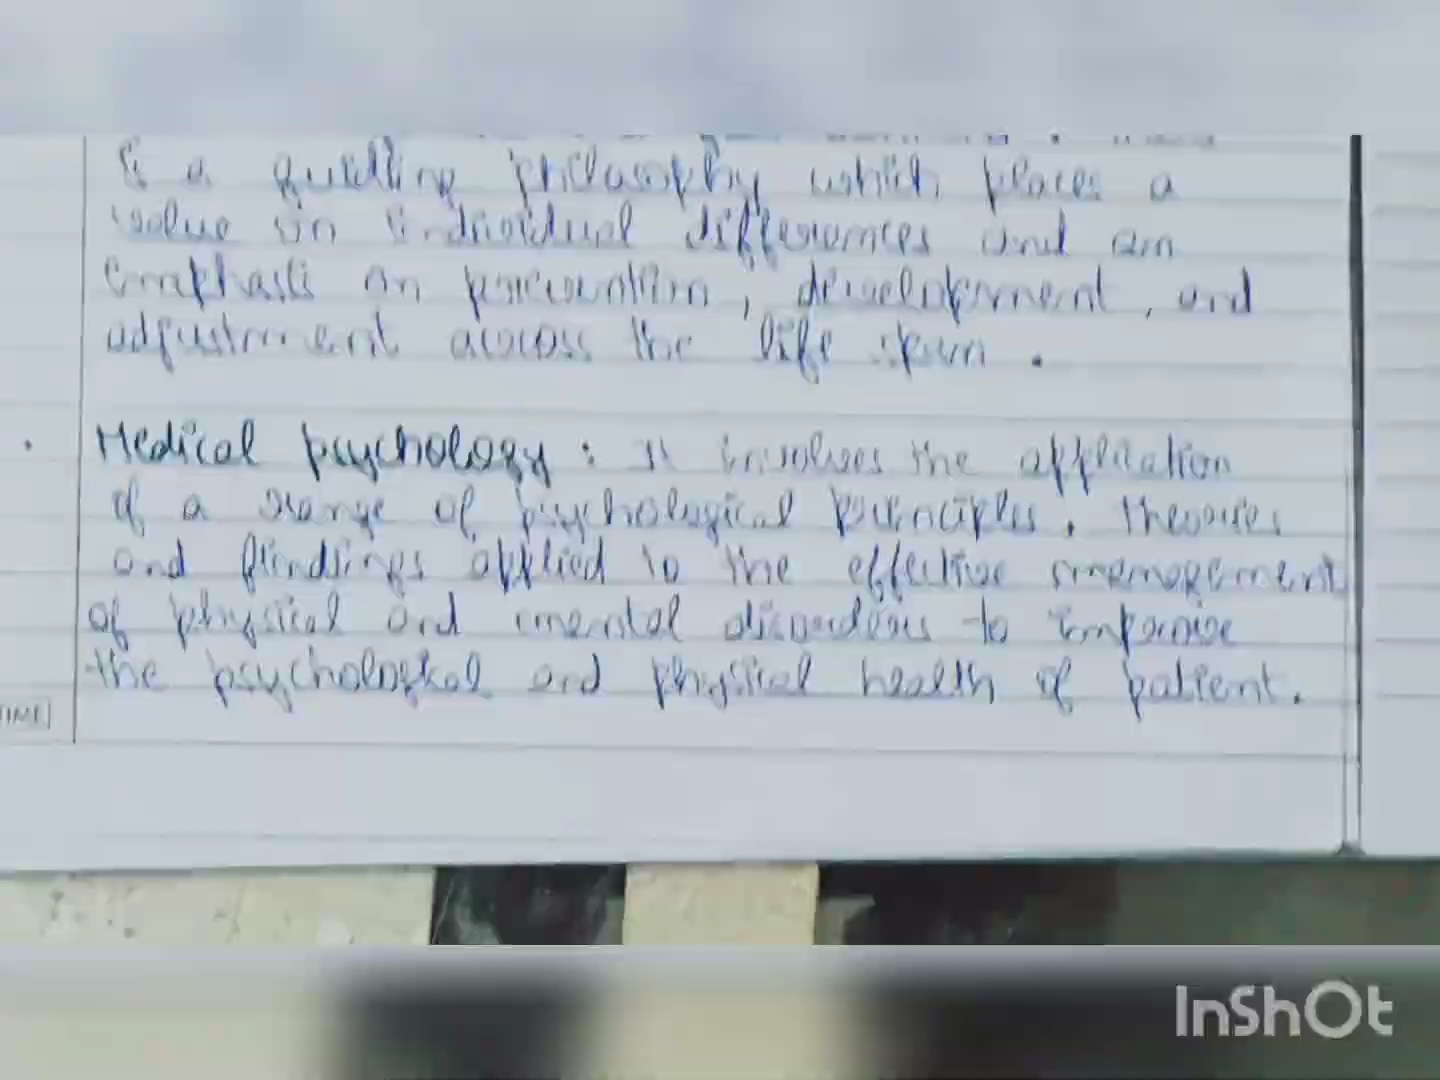 is a guiding philosophy which places a
value in individual differences and an
emphasis on prevention, development, and
adjustment across the life span.
Medical psychology: It involves the application
of a range of psychological principles, theories
and findings applied to the effective management
of physical and mental disorders to improve
the psychological and physical health of patient.
InShOt